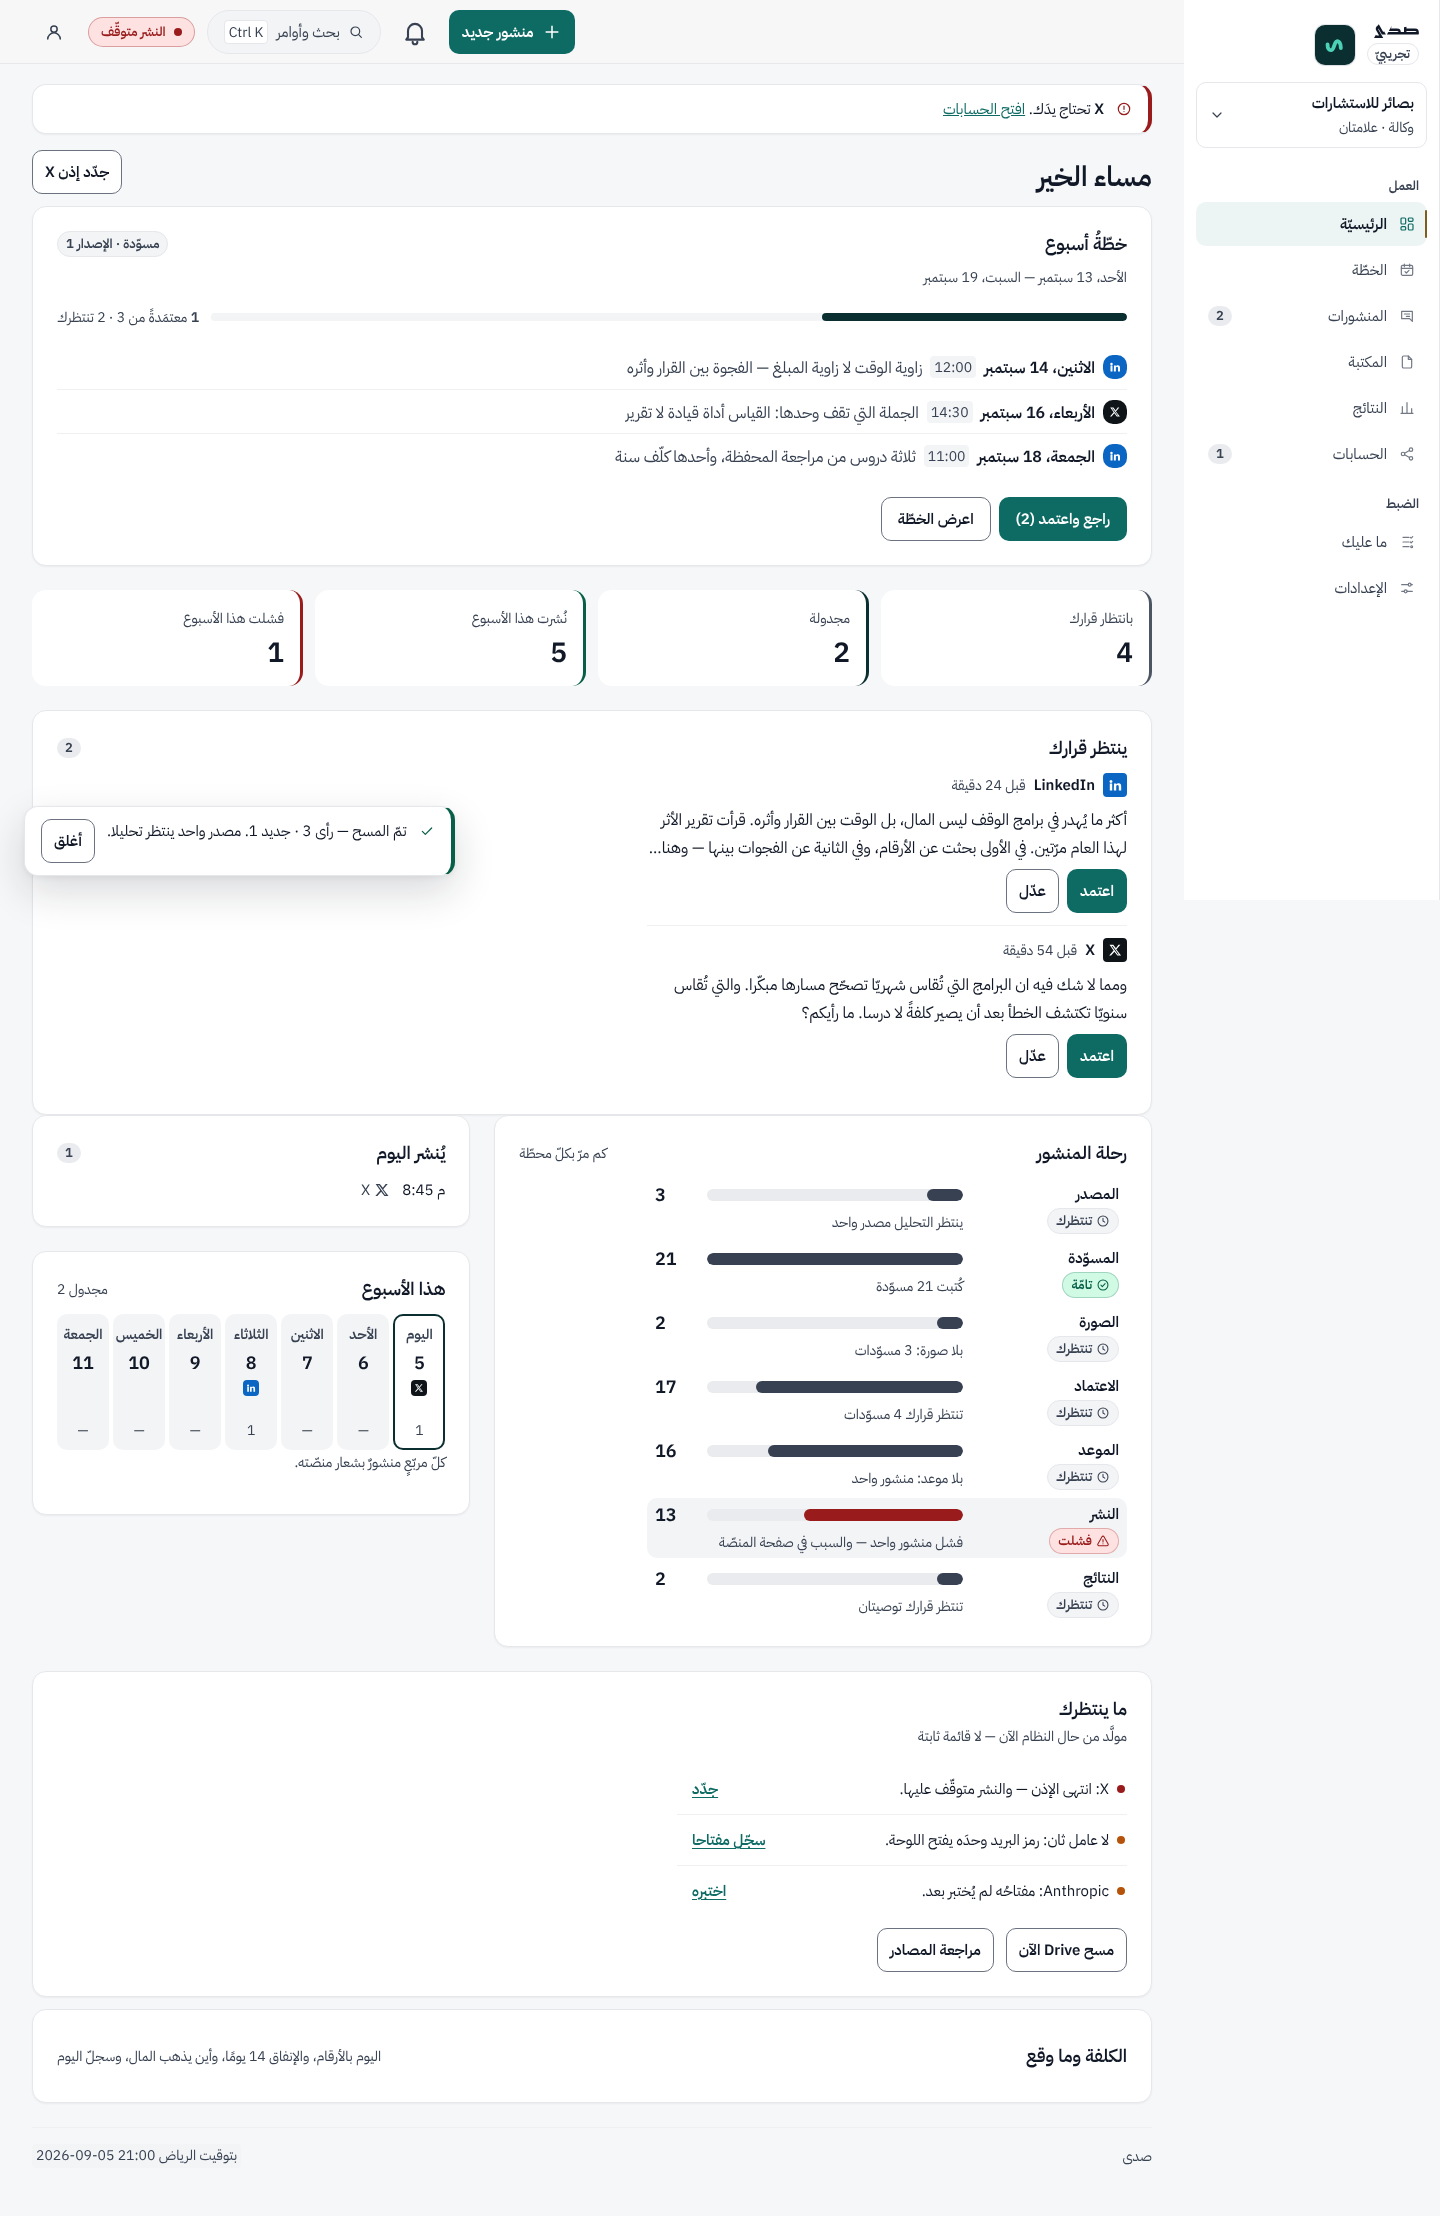 صدى
تجريبيّ
بصائر للاستشارات
وكالة · علامتان
العمل
الرئيسيّة
الخطّة
المنشورات 2
المكتبة
النتائج
الحسابات 1
الضبط
ما عليك
الإعدادات
منشور جديد
بحث وأوامر Ctrl K
النشر متوقّف
X تحتاج يدَك. افتح الحسابات
مساء الخير
جدّد إذن X
خطّةُ أسبوع
مسوّدة · الإصدار 1
الأحد، 13 سبتمبر — السبت، 19 سبتمبر
1 معتمَدةً من 3 · 2 تنتظرك
الاثنين، 14 سبتمبر 12:00 زاوية الوقت لا زاوية المبلغ — الفجوة بين القرار وأثره
الأربعاء، 16 سبتمبر 14:30 الجملة التي تقف وحدها: القياس أداة قيادة لا تقرير
الجمعة، 18 سبتمبر 11:00 ثلاثة دروس من مراجعة المحفظة، وأحدها كلّف سنة
راجع واعتمد (2)
اعرض الخطّة
بانتظار قرارك
4
مجدولة
2
نُشرت هذا الأسبوع
5
فشلت هذا الأسبوع
1
ينتظر قرارك
2
LinkedIn قبل 24 دقيقة
أكثر ما يُهدر في برامج الوقف ليس المال، بل الوقت بين القرار وأثره. قرأت تقرير الأثر
لهذا العام مرّتين. في الأولى بحثت عن الأرقام، وفي الثانية عن الفجوات بينها — وهنا...
اعتمد
عدّل
تمّ المسح — رأى 3 · جديد 1. مصدر واحد ينتظر تحليلا.
أغلق
X قبل 54 دقيقة
ومما لا شك فيه ان البرامج التي تُقاس شهريّا تصحّح مسارها مبكّرا. والتي تُقاس
سنويّا تكتشف الخطأ بعد أن يصير كلفةً لا درسا. ما رأيكم؟
اعتمد
عدّل
رحلة المنشور
كم مرّ بكلّ محطّة
المصدر
3
تنتظرك
ينتظر التحليل مصدر واحد
المسوّدة
21
تامّة
كُتبت 21 مسوّدة
الصورة
2
تنتظرك
بلا صورة: 3 مسوّدات
الاعتماد
17
تنتظرك
تنتظر قرارك 4 مسوّدات
الموعد
16
تنتظرك
بلا موعد: منشور واحد
النشر
13
فشلت
فشل منشور واحد — والسبب في صفحة المنصّة
النتائج
2
تنتظرك
تنتظر قرارك توصيتان
يُنشر اليوم
1
8:45 م X
هذا الأسبوع
مجدول 2
اليوم الأحد الاثنين الثلاثاء الأربعاء الخميس الجمعة
5 6 7 8 9 10 11
1 — — 1 — — —
كلّ مربّعٍ منشورٌ بشعار منصّته.
ما ينتظرك
مولَّد من حال النظام الآن — لا قائمة ثابتة
X: انتهى الإذن — والنشر متوقّف عليها.
جدّد
لا عامل ثان: رمز البريد وحدَه يفتح اللوحة.
سجّل مفتاحا
Anthropic: مفتاحُه لم يُختبر بعد.
اختبره
مسح Drive الآن
مراجعة المصادر
الكلفة وما وقع
اليوم بالأرقام، والإنفاق 14 يومًا، وأين يذهب المال، وسجلّ اليوم
صدى
2026-09-05 21:00 بتوقيت الرياض